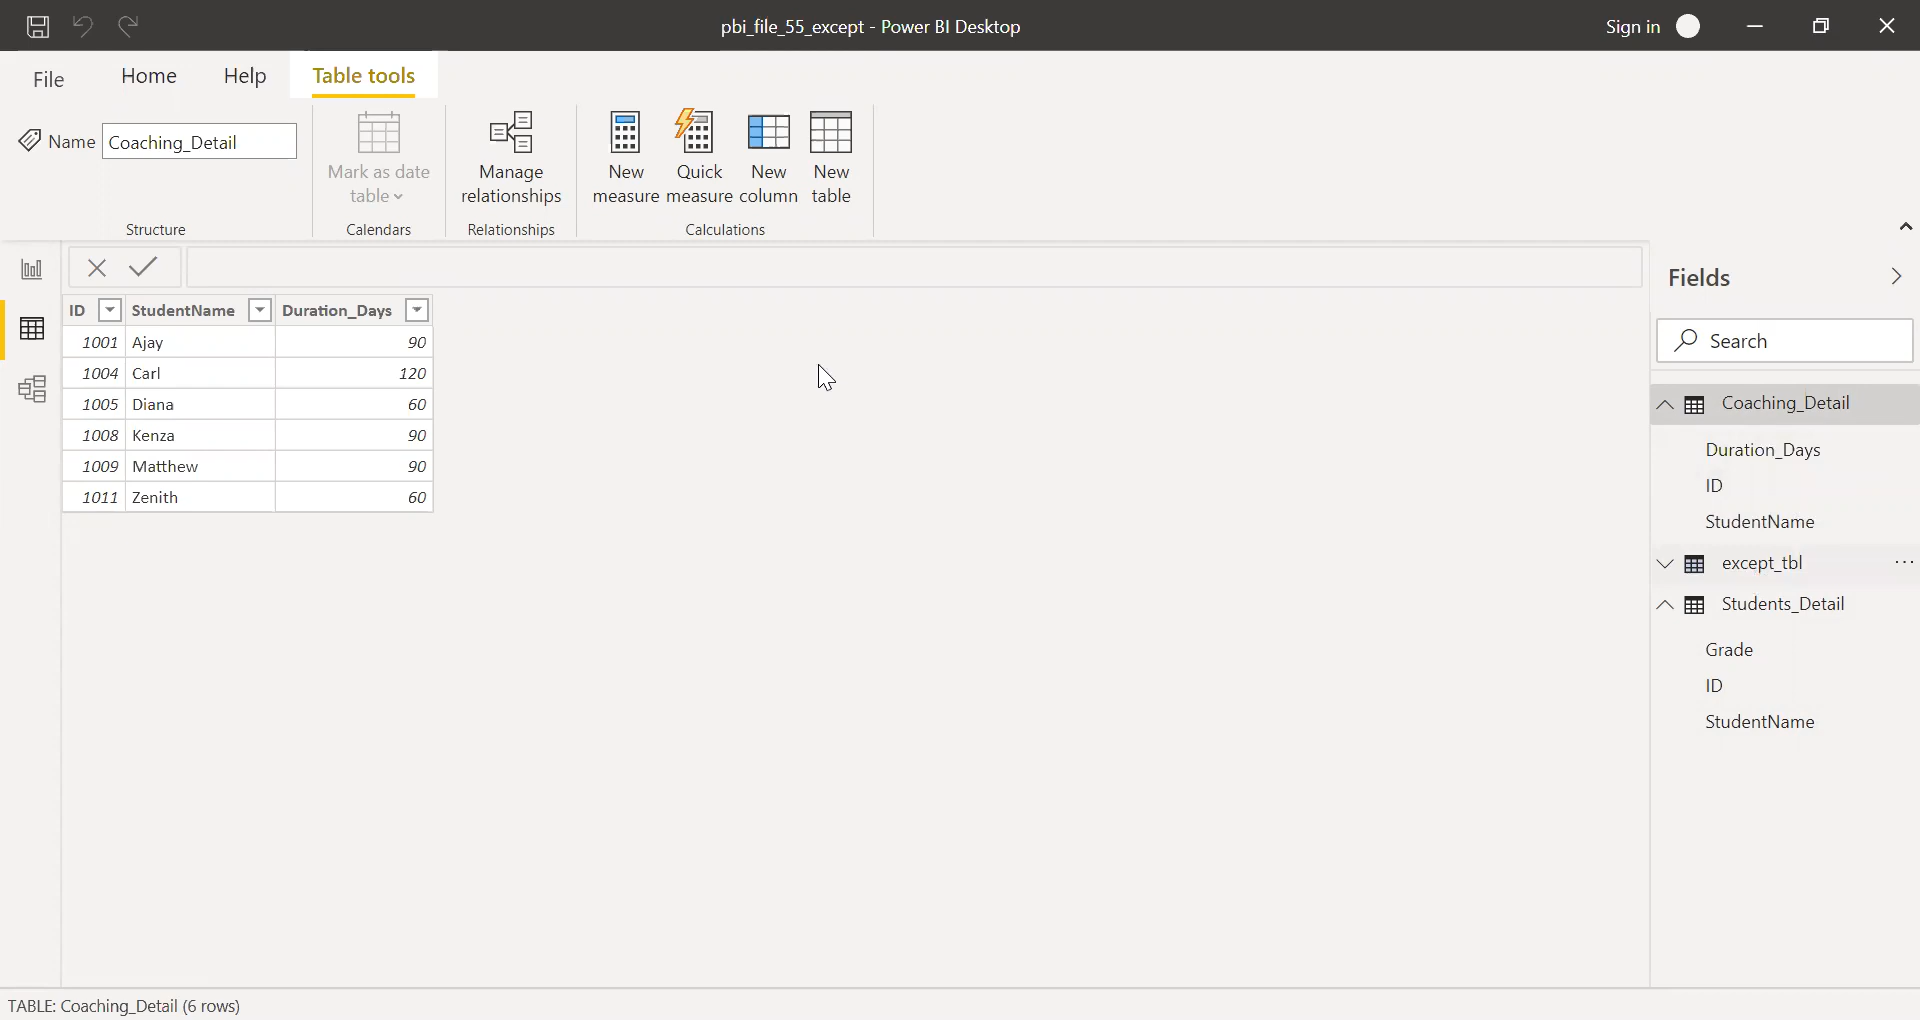 pbi_file_55_except - Power BI Desktop
Sign in
File Home Help Table tools
Name Coaching_Detail
Structure
Mark as date
table
Calendars
Manage
relationships
Relationships
New
measure
Quick
measure
New
column
New
table
Calculations
ID StudentName Duration_Days
1001 Ajay 90
1004 Carl 120
1005 Diana 60
1008 Kenza 90
1009 Matthew 90
1011 Zenith 60
Fields
Search
Coaching_Detail
Duration_Days
ID
StudentName
except_tbl ...
Students_Detail
Grade
ID
StudentName
TABLE: Coaching_Detail (6 rows)